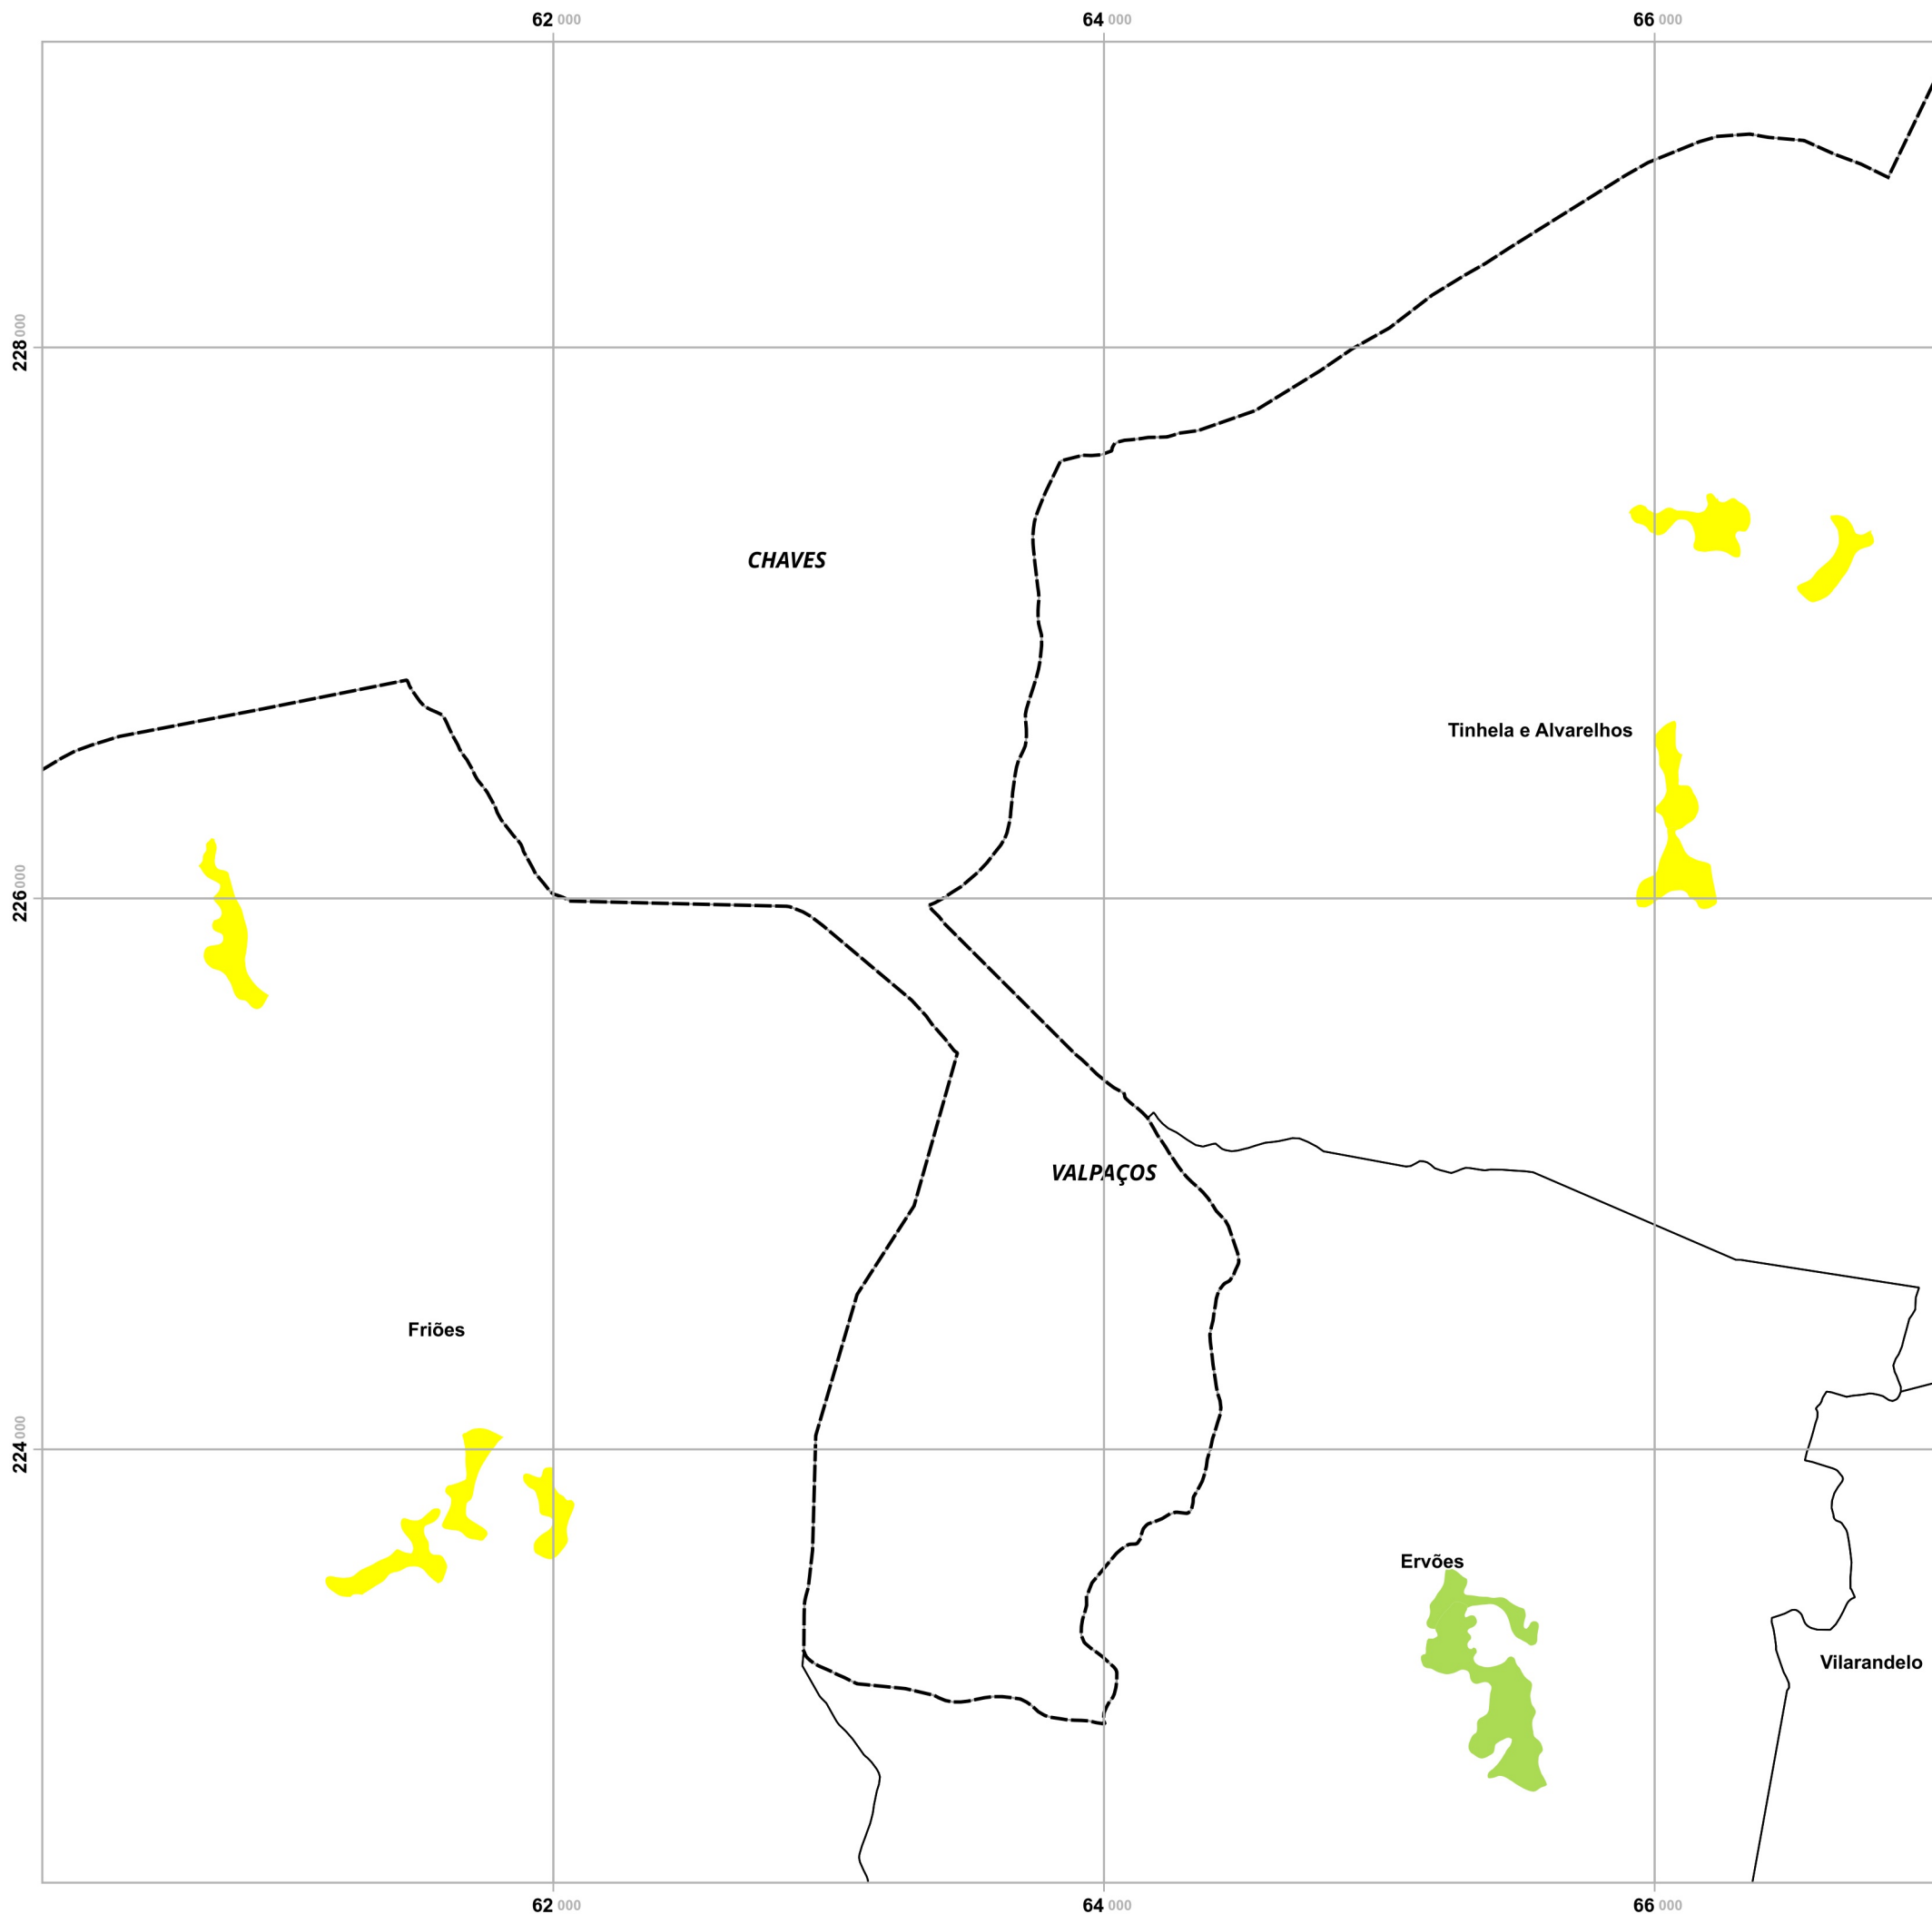 62 000
64 000
66 000
228 000
CHAVES
Tinhela e Alvarelhos
226 000
VALPAÇOS
Friões
224 000
Ervões
Vilarandelo
62 000
64 000
66 000